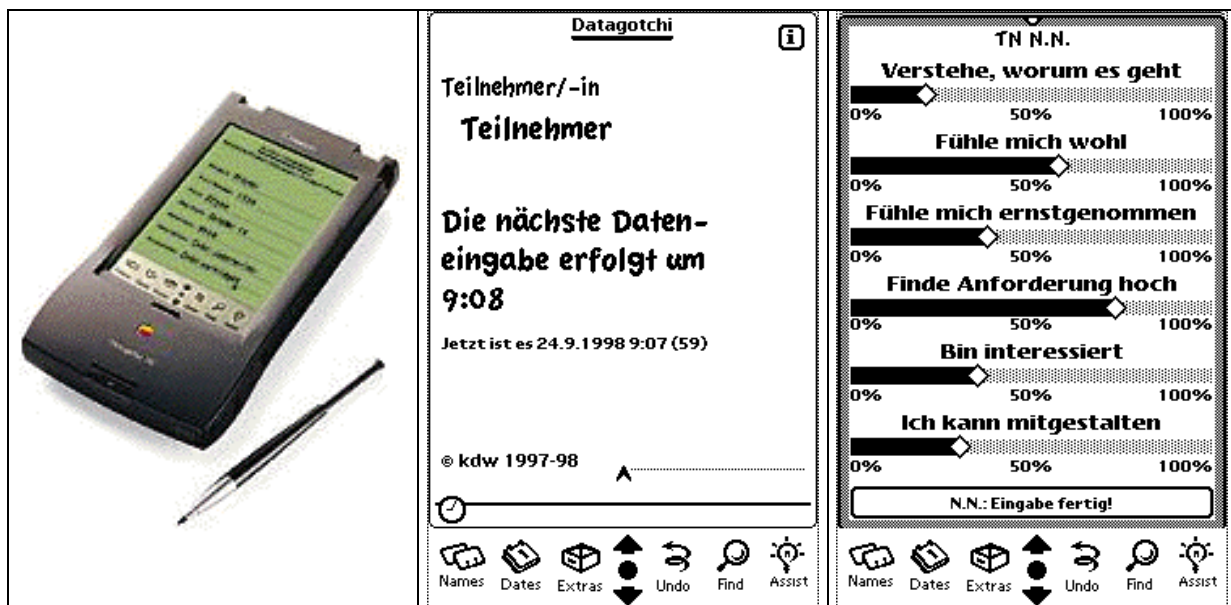 Datagotchi
Teilnehmer/-in
Teilnehmer
Die nächste Daten-
eingabe erfolgt um
9:08
Jetzt ist es 24.9.1998 9:07 (59)
© kdw 1997-98
Names Dates Extras Undo Find Assist
TN N.N.
Verstehe, worum es geht
0% 50% 100%
Fühle mich wohl
0% 50% 100%
Fühle mich ernstgenommen
0% 50% 100%
Finde Anforderung hoch
0% 50% 100%
Bin interessiert
0% 50% 100%
Ich kann mitgestalten
0% 50% 100%
N.N.: Eingabe fertig!
Names Dates Extras Undo Find Assist